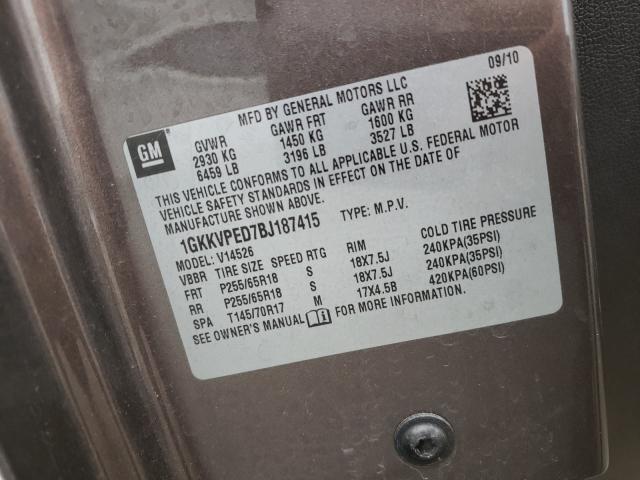 09/10
MFD BY GENERAL MOTORS LLC
GM
GVWR GAWR FRT GAWR RR
2930 KG 1450 KG 1600 KG
6459 LB 3196 LB 3527 LB
THIS VEHICLE CONFORMS TO ALL APPLICABLE U.S. FEDERAL MOTOR
VEHICLE SAFETY STANDARDS IN EFFECT ON THE DATE OF
MANUFACTURE SHOWN ABOVE.
1GKKVPED7BJ187415 TYPE: M.P.V.
MODEL: V14526
VBBR TIRE SIZE SPEED RTG RIM COLD TIRE PRESSURE
FRT P255/65R18 S 18X7.5J 240KPA(35PSI)
RR P255/65R18 S 18X7.5J 240KPA(35PSI)
SPA T145/70R17 M 17X4.5B 420KPA(60PSI)
SEE OWNER'S MANUAL FOR MORE INFORMATION.